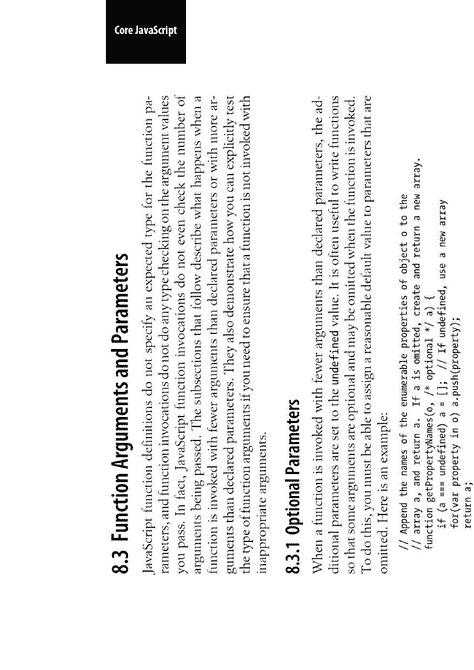 Core JavaScript
8.3 Function Arguments and Parameters
JavaScript function definitions do not specify an expected type for the function pa-
rameters, and function invocations do not do any type checking on the argument values
you pass. In fact, JavaScript function invocations do not even check the number of
arguments being passed. The subsections that follow describe what happens when a
function is invoked with fewer arguments than declared parameters or with more ar-
guments than declared parameters. They also demonstrate how you can explicitly test
the type of function arguments if you need to ensure that a function is not invoked with
inappropriate arguments.
8.3.1 Optional Parameters
When a function is invoked with fewer arguments than declared parameters, the ad-
ditional parameters are set to the undefined value. It is often useful to write functions
so that some arguments are optional and may be omitted when the function is invoked.
To do this, you must be able to assign a reasonable default value to parameters that are
omitted. Here is an example:
// Append the names of the enumerable properties of object o to the
// array a, and return a. If a is omitted, create and return a new array.
function getPropertyNames(o, /* optional */ a) {
if (a === undefined) a = []; // If undefined, use a new array
for(var property in o) a.push(property);
return a;